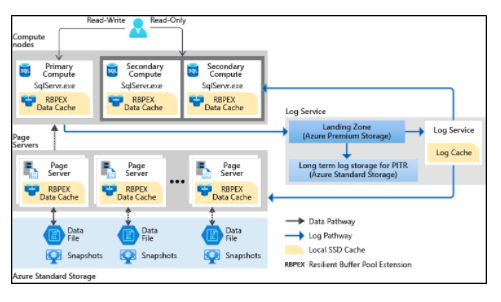 Read-Write
Read-Only
Compute
nodes
Primary
Compute
SqlServr.exe
RBPEX
Data Cache
Secondary
Compute
SqlServr.exe
RBPEX
Data Cache
Secondary
Compute
SqlServr.exe
RBPEX
Data Cache
SQL
SQL
SQL
Log Service
Landing Zone
(Azure Premium Storage)
Log Service
Log Cache
Long term log storage for PITR
(Azure Standard Storage)
Page
Servers
Page
Server
RBPEX
Data Cache
Page
Server
RBPEX
Data Cache
Page
Server
RBPEX
Data Cache
Data
File
Snapshots
Data
File
Snapshots
Data
File
Snapshots
Azure Standard Storage
Data Pathway
Log Pathway
Local SSD Cache
RBPEX Resilient Buffer Pool Extension